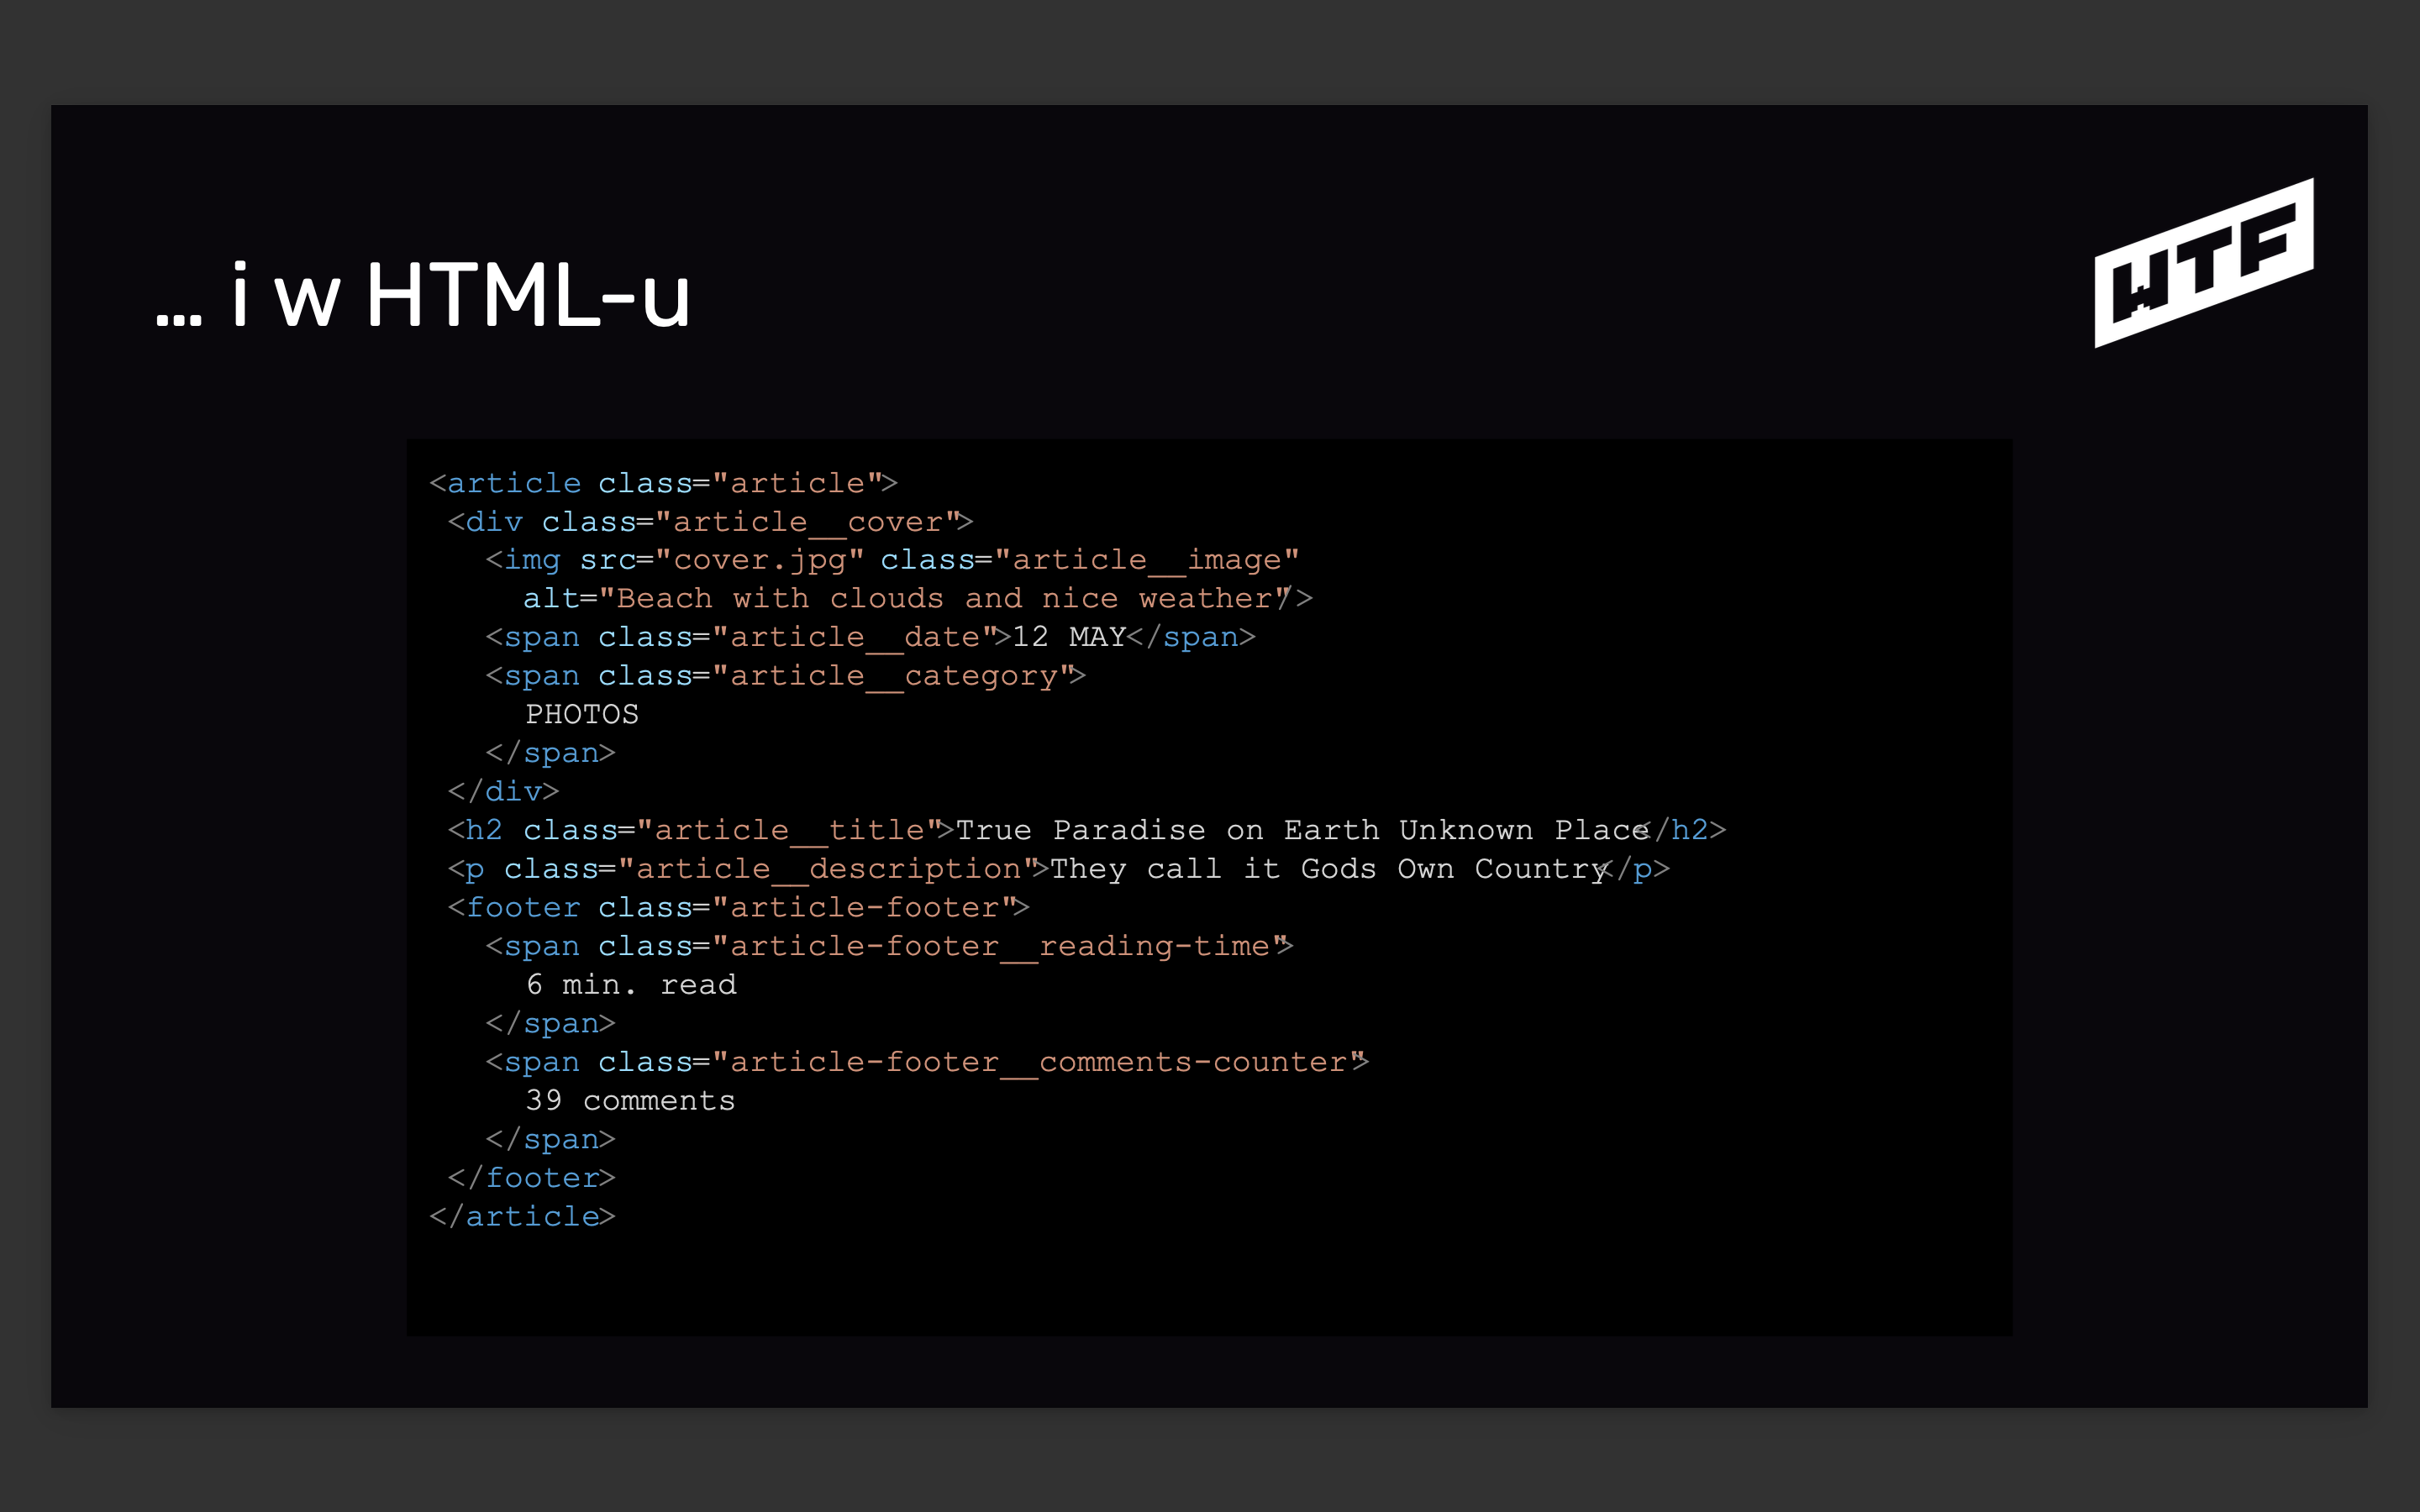 ... i w HTML-u
WTF
<article class="article">
<div class="article__cover">
<img src="cover.jpg" class="article__image"
alt="Beach with clouds and nice weather"/>
<span class="article__date">12 MAY</span>
<span class="article__category">
PHOTOS
</span>
</div>
<h2 class="article__title">True Paradise on Earth Unknown Place</h2>
<p class="article__description">They call it Gods Own Country</p>
<footer class="article-footer">
<span class="article-footer__reading-time">
6 min. read
</span>
<span class="article-footer__comments-counter">
39 comments
</span>
</footer>
</article>